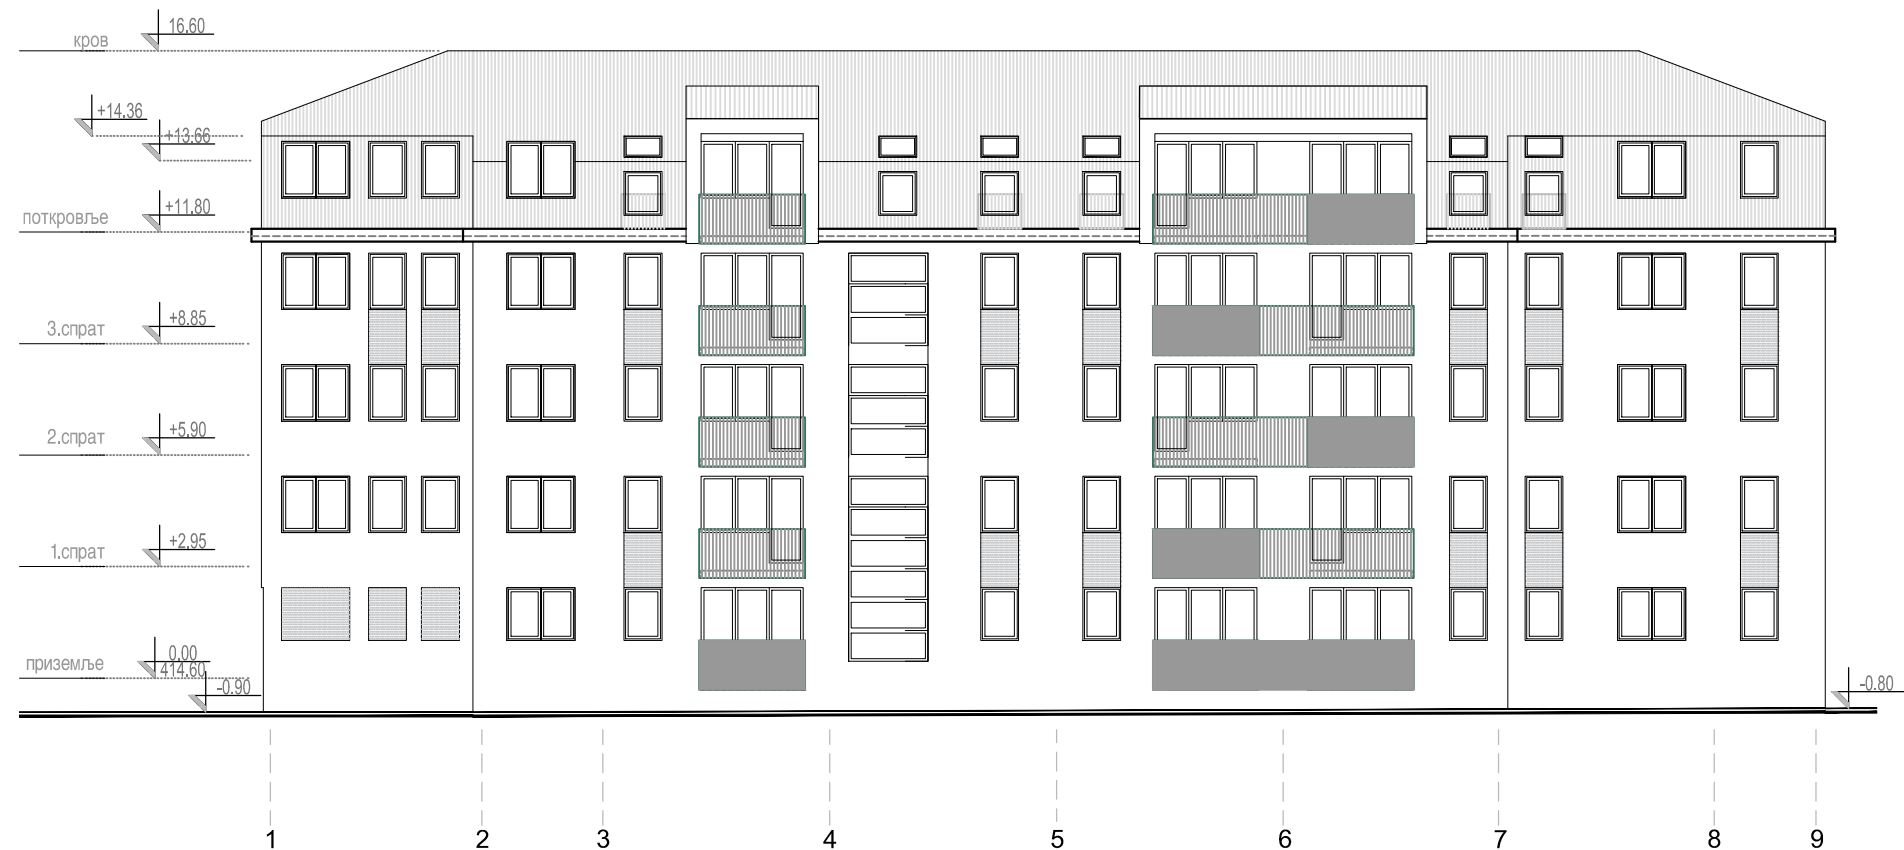 16.60
кров
+14.36
+13.66
+11.80
поткровље
+8.85
3.спрат
+5.90
2.спрат
+2.95
1.спрат
0.00
приземље
414.60
-0.90
-0.80
1 2 3 4 5 6 7 8 9